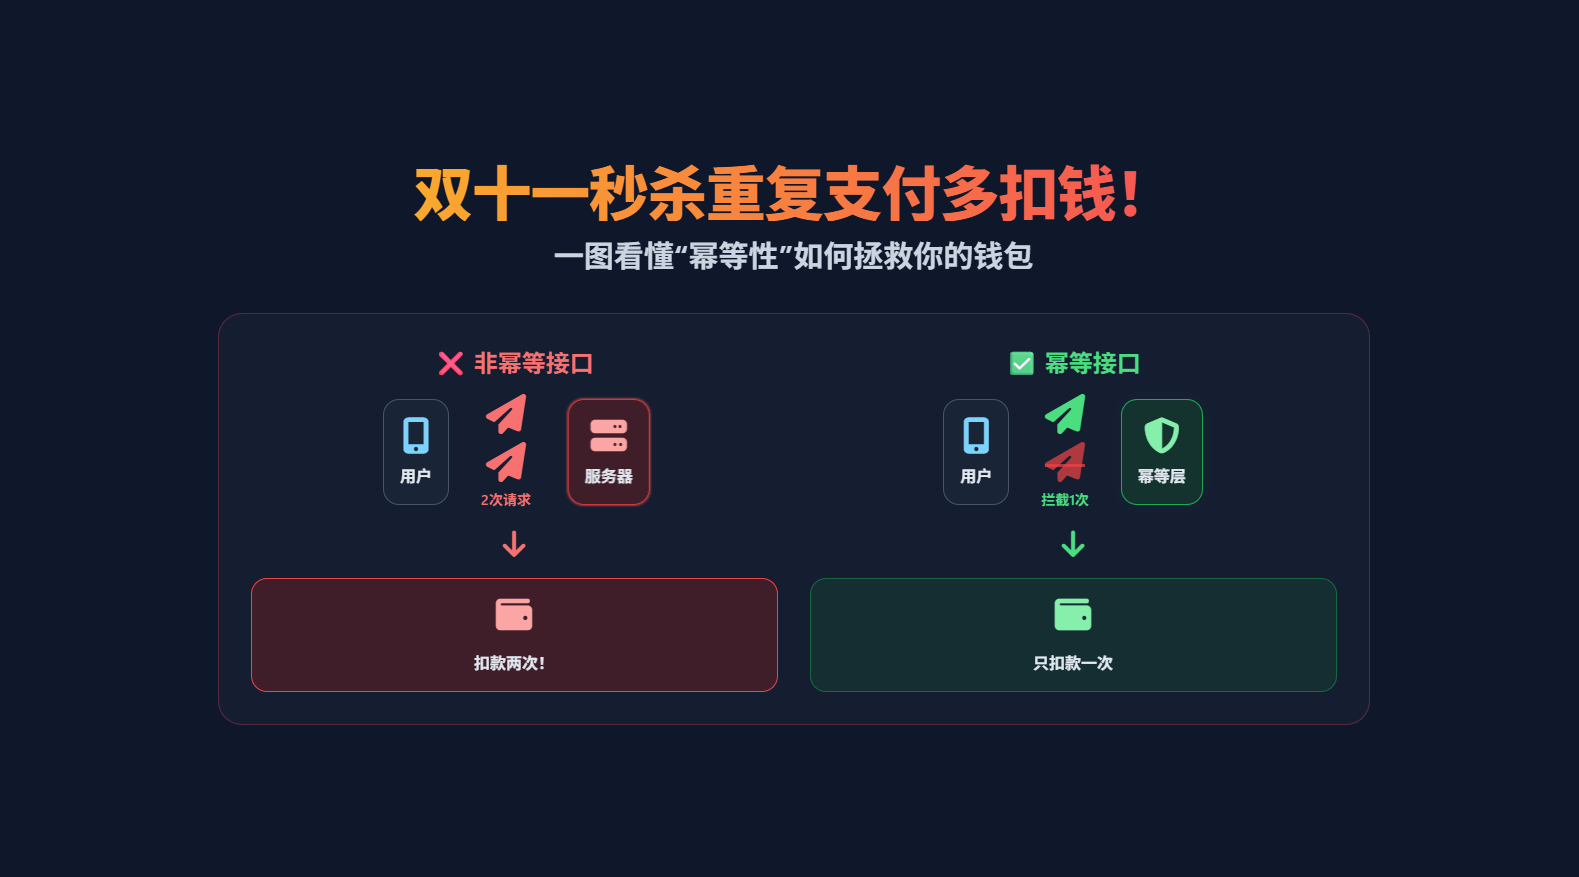 双十一秒杀重复支付多扣钱!
一图看懂“幂等性”如何拯救你的钱包
❌ 非幂等接口
用户
2次请求
服务器
扣款两次!
✅ 幂等接口
用户
拦截1次
幂等层
只扣款一次